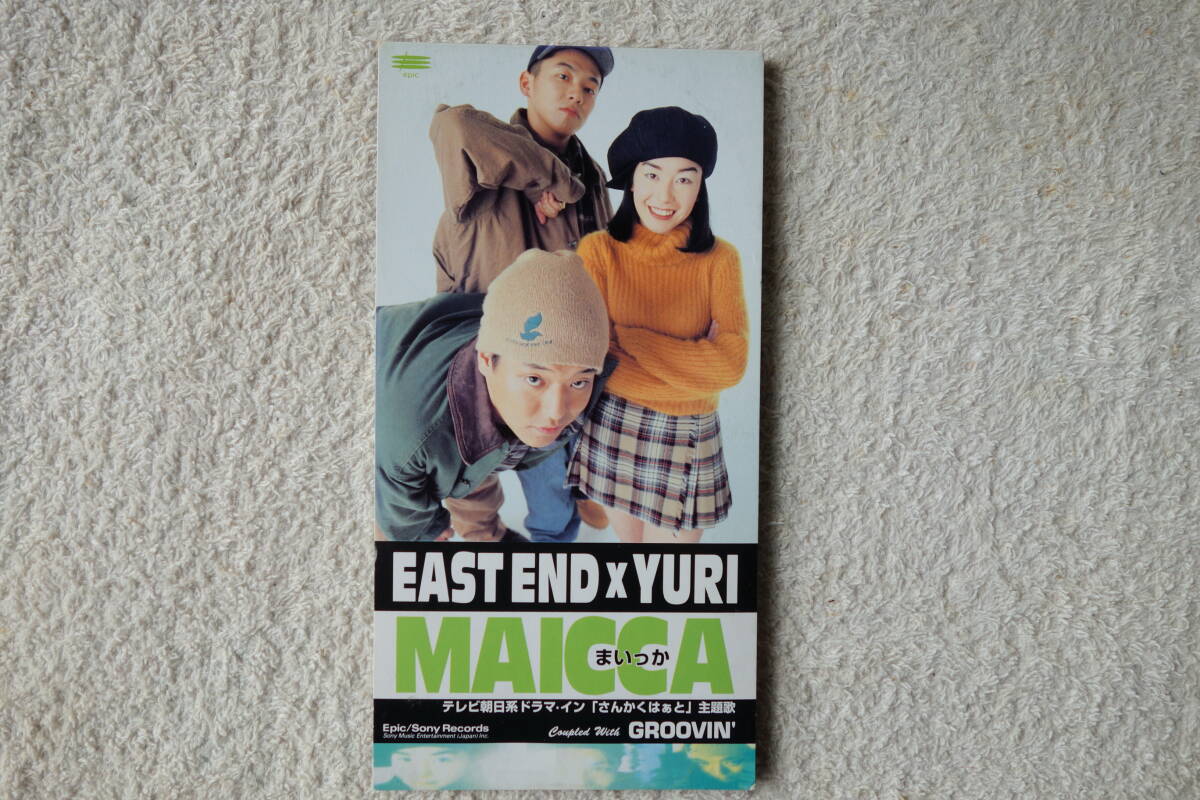 epic
EAST END X YURI
MAICCA
まいっか
テレビ朝日系ドラマ・イン「さんかくはぁと」主題歌
Epic/Sony Records
Sony Music Entertainment (Japan) Inc.
Coupled With GROOVIN'